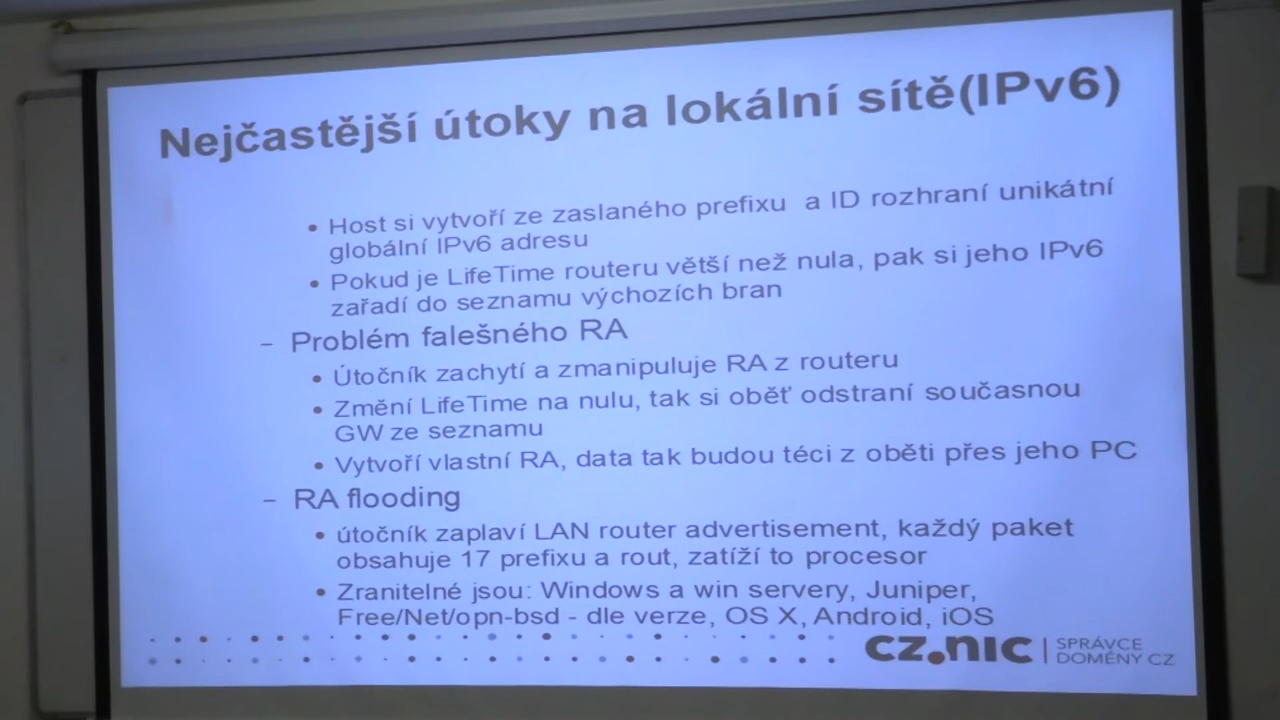 Nejčastější útoky na lokální sítě(IPv6)
• Host si vytvoří ze zaslaného prefixu a ID rozhraní unikátní
globální IPv6 adresu
• Pokud je LifeTime routeru větší než nula, pak si jeho IPv6
zařadí do seznamu výchozích bran
– Problém falešného RA
• Útočník zachytí a zmanipuluje RA z routeru
• Změní LifeTime na nulu, tak si oběť odstraní současnou
GW ze seznamu
• Vytvoří vlastní RA, data tak budou téci z oběti přes jeho PC
– RA flooding
• útočník zaplaví LAN router advertisement, každý paket
obsahuje 17 prefixu a rout, zatíží to procesor
• Zranitelné jsou: Windows a win servery, Juniper,
Free/Net/opn-bsd - dle verze, OS X, Android, iOS
CZ.NIC | SPRÁVCE
DOMÉNY CZ